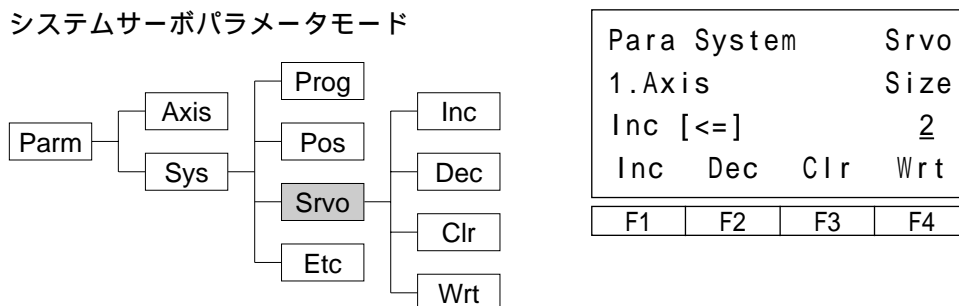 システムサーボパラメータモード
Parm
Axis
Sys
Prog
Pos
Srvo
Etc
Inc
Dec
Clr
Wrt
Para System Srvo
1.Axis Size
Inc [<=] 2
Inc Dec Clr Wrt
F1 F2 F3 F4